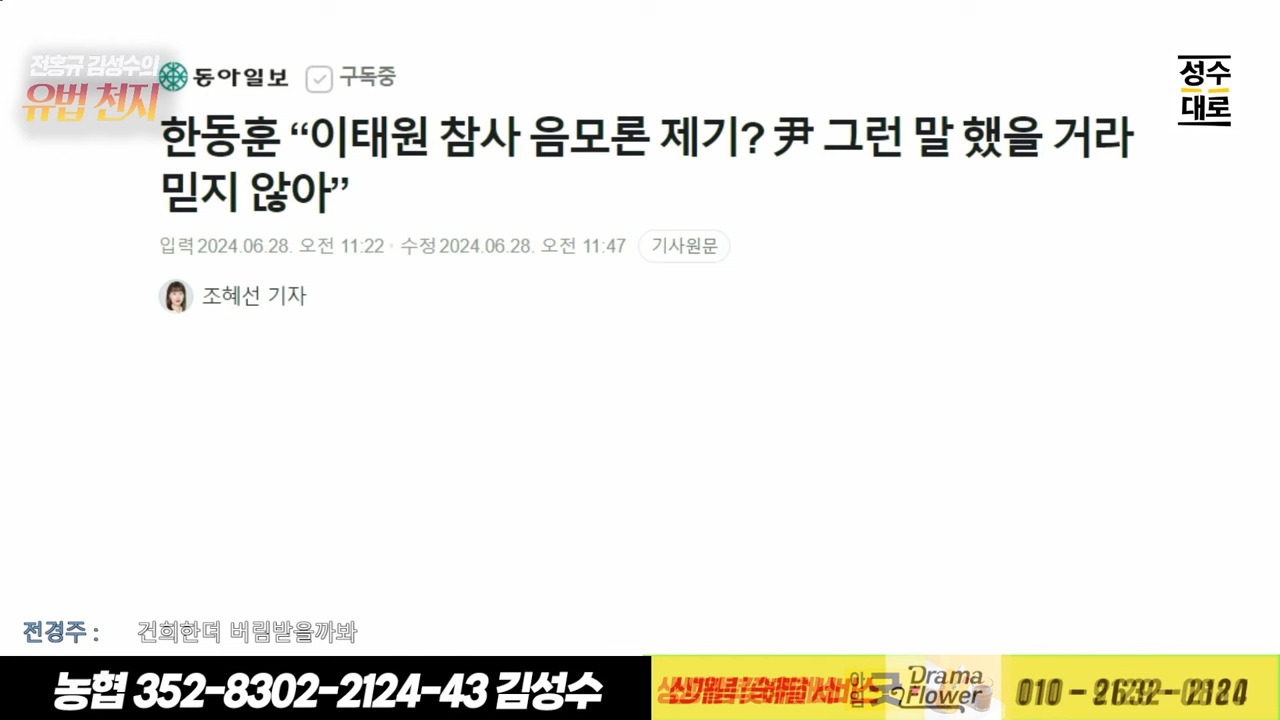 전홍규 김성수의
유법 천지
동아일보 구독중
성수
대로
한동훈 “이태원 참사 음모론 제기? 尹 그런 말 했을 거라
믿지 않아”
입력 2024.06.28. 오전 11:22 · 수정 2024.06.28. 오전 11:47 기사원문
조혜선 기자
전경주 : 건희한더 버림받을까봐
농협 352-8302-2124-43 김성수
Drama
Flower